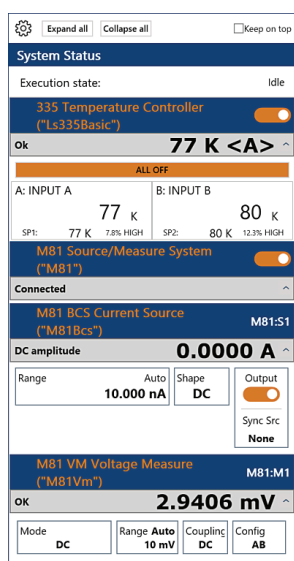 Expand all Collapse all Keep on top
System Status
Execution state: Idle
335 Temperature Controller
("Ls335Basic")
Ok 77 K <A>
ALL OFF
A: INPUT A B: INPUT B
77 K 80 K
SP1: 77 K 7.8% HIGH SP2: 80 K 12.3% HIGH
M81 Source/Measure System
("M81")
Connected
M81 BCS Current Source
("M81Bcs") M81:S1
DC amplitude 0.0000 A
Range Auto Shape Output
10.000 nA DC
Sync Src
None
M81 VM Voltage Measure
("M81Vm") M81:M1
OK 2.9406 mV
Mode Range Auto Coupling Config
DC 10 mV DC AB